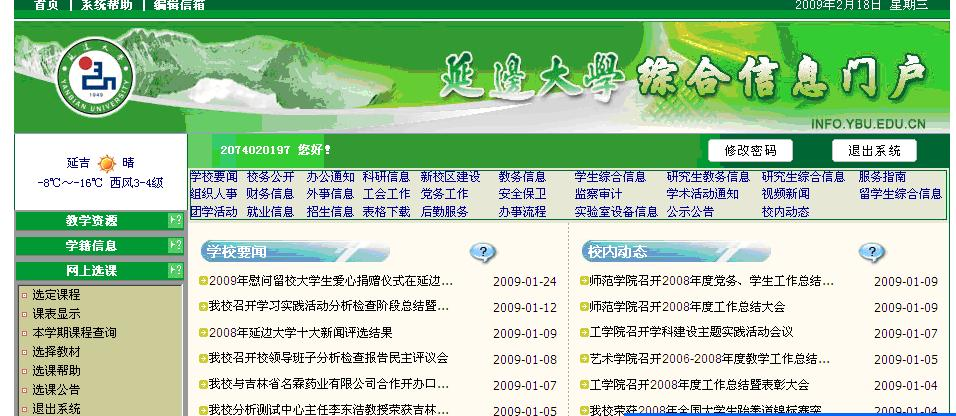 首页 | 系统帮助 | 编辑信箱
2009年2月18日 星期三
延邊大學综合信息门户
YANBIAN UNIVERSITY
1949
INFO.YBU.EDU.CN
延吉 晴
-8℃～-16℃ 西风3-4级
2074020197 您好!
修改密码
退出系统
学校要闻 校务公开 办公通知 科研信息 新校区建设 教务信息 学生综合信息 研究生教务信息 研究生综合信息 服务指南
组织人事 财务信息 外事信息 工会工作 党务工作 安全保卫 监察审计 学术活动通知 视频新闻 留学生综合信息
团学活动 就业信息 招生信息 表格下载 后勤服务 办事流程 实验室设备信息 公示公告 校内动态
教学资源
学籍信息
网上选课
选定课程
课表显示
本学期课程查询
选择教材
选课帮助
选课公告
退出系统
学校要闻
2009年慰问留校大学生爱心捐赠仪式在延边... 2009-01-24
我校召开学习实践活动分析检查阶段总结暨... 2009-01-12
2008年延边大学十大新闻评选结果 2009-01-09
我校召开校领导班子分析检查报告民主评议会 2009-01-08
我校与吉林省名霖药业有限公司合作开办口... 2009-01-07
我校分析测试中心主任李东浩教授荣获吉林... 2009-01-05
校内动态
师范学院召开2008年度党务、学生工作总结... 2009-01-09
师范学院召开2008年度工作总结大会 2009-01-09
工学院召开学科建设主题实践活动会议 2009-01-07
艺术学院召开2006-2008年度教学工作总结... 2009-01-05
工学院召开2008年度工作总结暨表彰大会 2009-01-04
我校荣获2008年全国大学生跆拳道锦标赛突... 2009-01-04